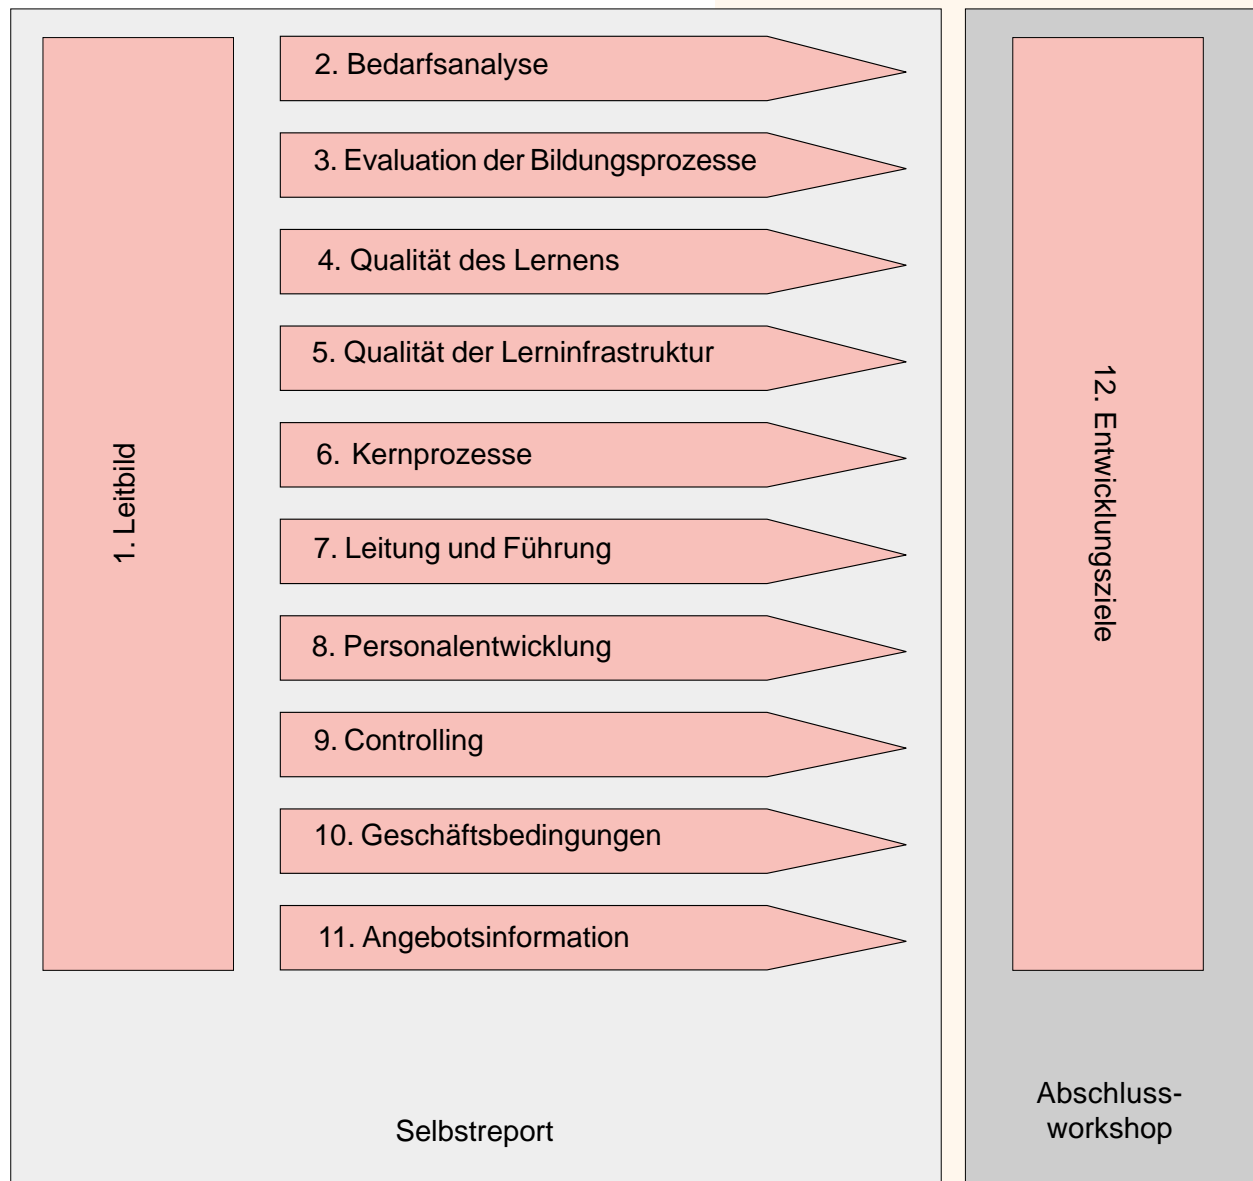 1. Leitbild
2. Bedarfsanalyse
3. Evaluation der Bildungsprozesse
4. Qualität des Lernens
5. Qualität der Lerninfrastruktur
6. Kernprozesse
7. Leitung und Führung
8. Personalentwicklung
9. Controlling
10. Geschäftsbedingungen
11. Angebotsinformation
12. Entwicklungsziele
Selbstreport
Abschluss-
workshop